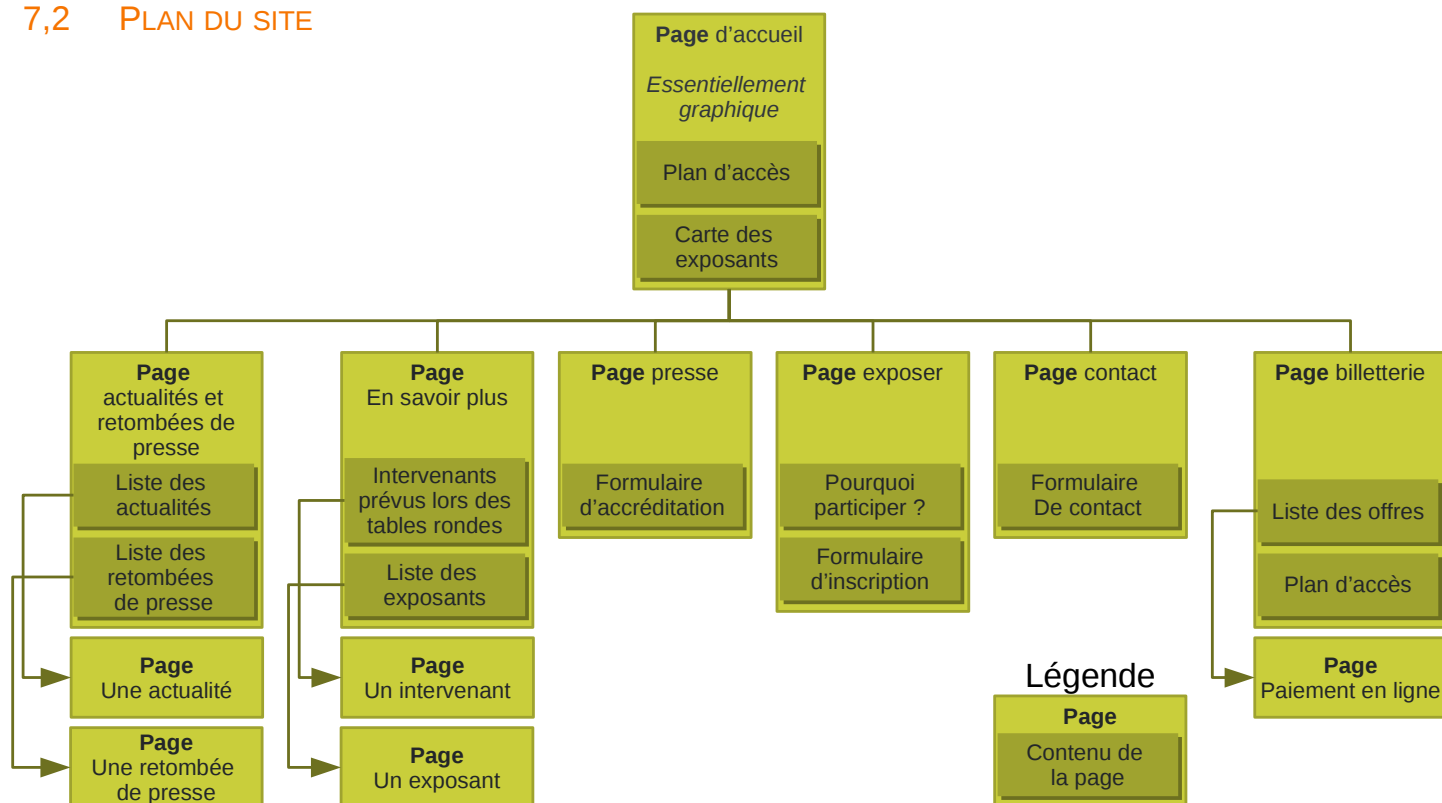 7,2 PLAN DU SITE
Page d’accueil
Essentiellement
graphique
Plan d’accès
Carte des
exposants
Page
actualités et
retombées de
presse
Liste des
actualités
Liste des
retombées
de presse
Page
Une actualité
Page
Une retombée
de presse
Page
En savoir plus
Intervenants
prévus lors des
tables rondes
Liste des
exposants
Page
Un intervenant
Page
Un exposant
Page presse
Formulaire
d’accréditation
Page exposer
Pourquoi
participer ?
Formulaire
d’inscription
Page contact
Formulaire
De contact
Page billetterie
Liste des offres
Plan d’accès
Page
Paiement en ligne
Légende
Page
Contenu de
la page